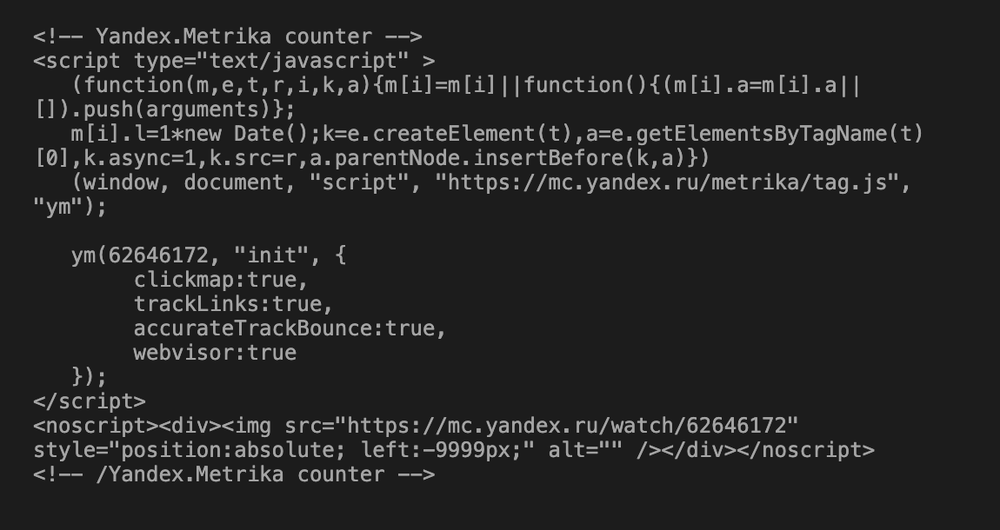 <!-- Yandex.Metrika counter -->
<script type="text/javascript" >
   (function(m,e,t,r,i,k,a){m[i]=m[i]||function(){(m[i].a=m[i].a||
[]).push(arguments)};
   m[i].l=1*new Date();k=e.createElement(t),a=e.getElementsByTagName(t)
[0],k.async=1,k.src=r,a.parentNode.insertBefore(k,a)})
   (window, document, "script", "https://mc.yandex.ru/metrika/tag.js",
"ym");

   ym(62646172, "init", {
        clickmap:true,
        trackLinks:true,
        accurateTrackBounce:true,
        webvisor:true
   });
</script>
<noscript><div><img src="https://mc.yandex.ru/watch/62646172"
style="position:absolute; left:-9999px;" alt="" /></div></noscript>
<!-- /Yandex.Metrika counter -->